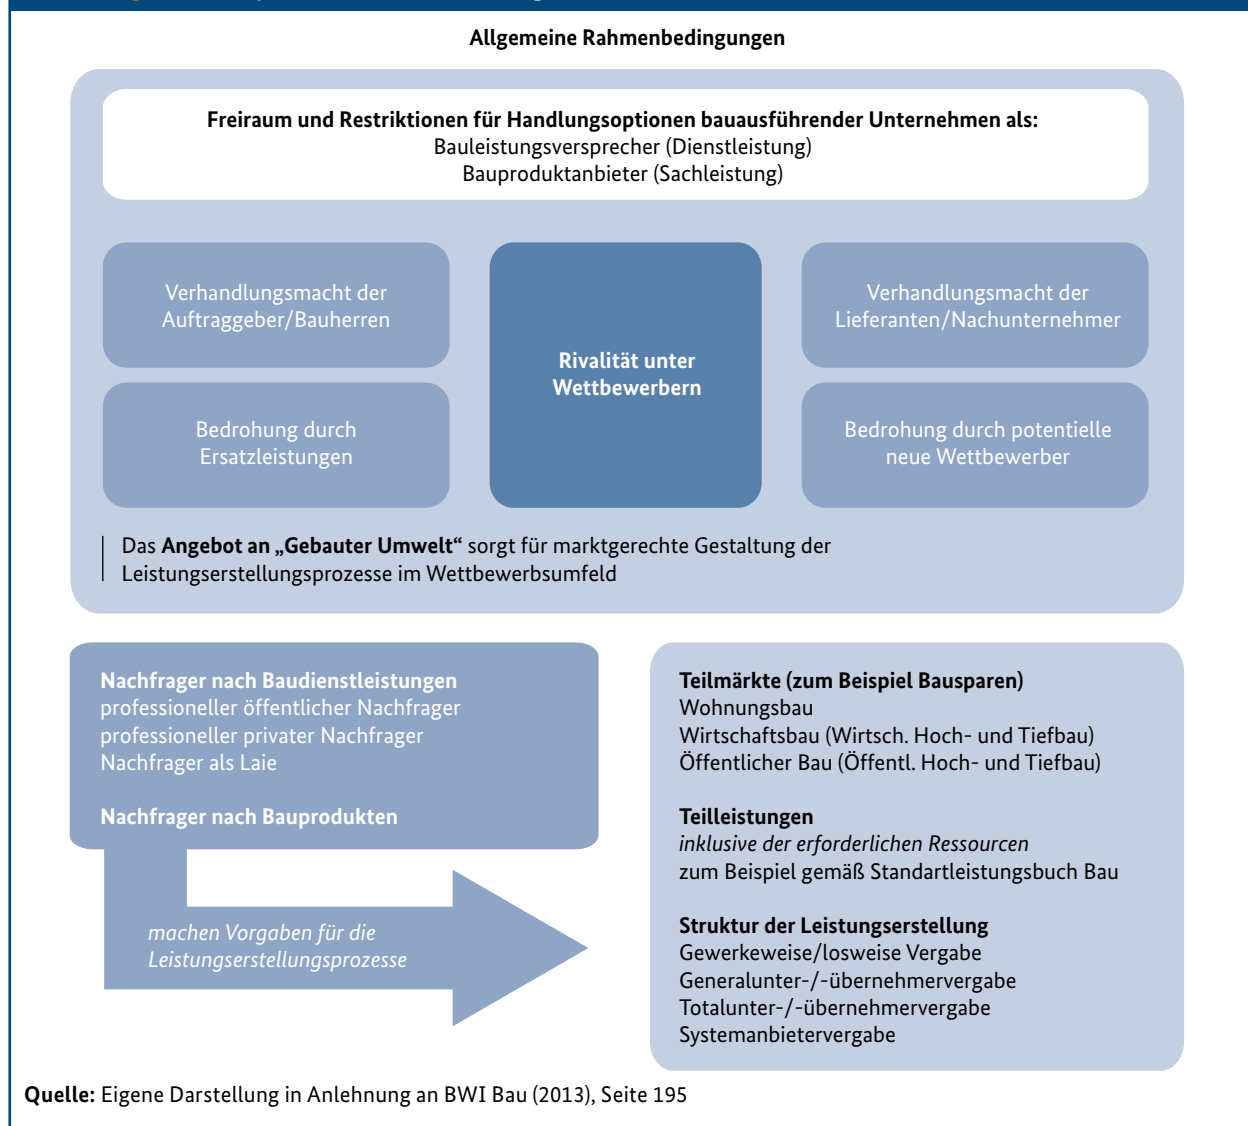 Allgemeine Rahmenbedingungen
Freiraum und Restriktionen für Handlungsoptionen bauausführender Unternehmen als:
Bauleistungsversprecher (Dienstleistung)
Bauproduktanbieter (Sachleistung)
Verhandlungsmacht der
Auftraggeber/Bauherren
Bedrohung durch
Ersatzleistungen
Rivalität unter
Wettbewerbern
Verhandlungsmacht der
Lieferanten/Nachunternehmer
Bedrohung durch potentielle
neue Wettbewerber
Das Angebot an „Gebauter Umwelt“ sorgt für marktgerechte Gestaltung der
Leistungserstellungsprozesse im Wettbewerbsumfeld
Nachfrager nach Baudienstleistungen
professioneller öffentlicher Nachfrager
professioneller privater Nachfrager
Nachfrager als Laie
Nachfrager nach Bauprodukten
machen Vorgaben für die
Leistungserstellungsprozesse
Teilmärkte (zum Beispiel Bausparen)
Wohnungsbau
Wirtschaftsbau (Wirtsch. Hoch- und Tiefbau)
Öffentlicher Bau (Öffentl. Hoch- und Tiefbau)
Teilleistungen
inklusive der erforderlichen Ressourcen
zum Beispiel gemäß Standartleistungsbuch Bau
Struktur der Leistungserstellung
Gewerkeweise/losweise Vergabe
Generalunter-/-übernehmervergabe
Totalunter-/-übernehmervergabe
Systemanbietervergabe
Quelle: Eigene Darstellung in Anlehnung an BWI Bau (2013), Seite 195